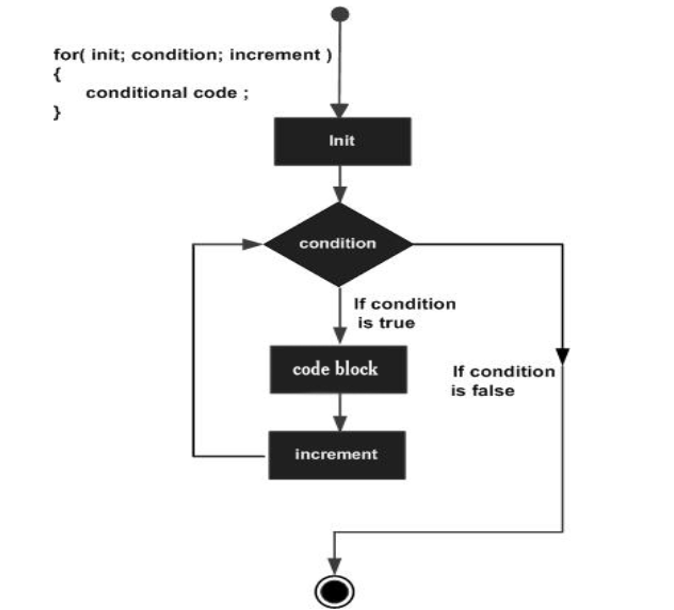 for( init; condition; increment )
{
conditional code ;
}
Init
condition
If condition
is true
code block
If condition
is false
increment